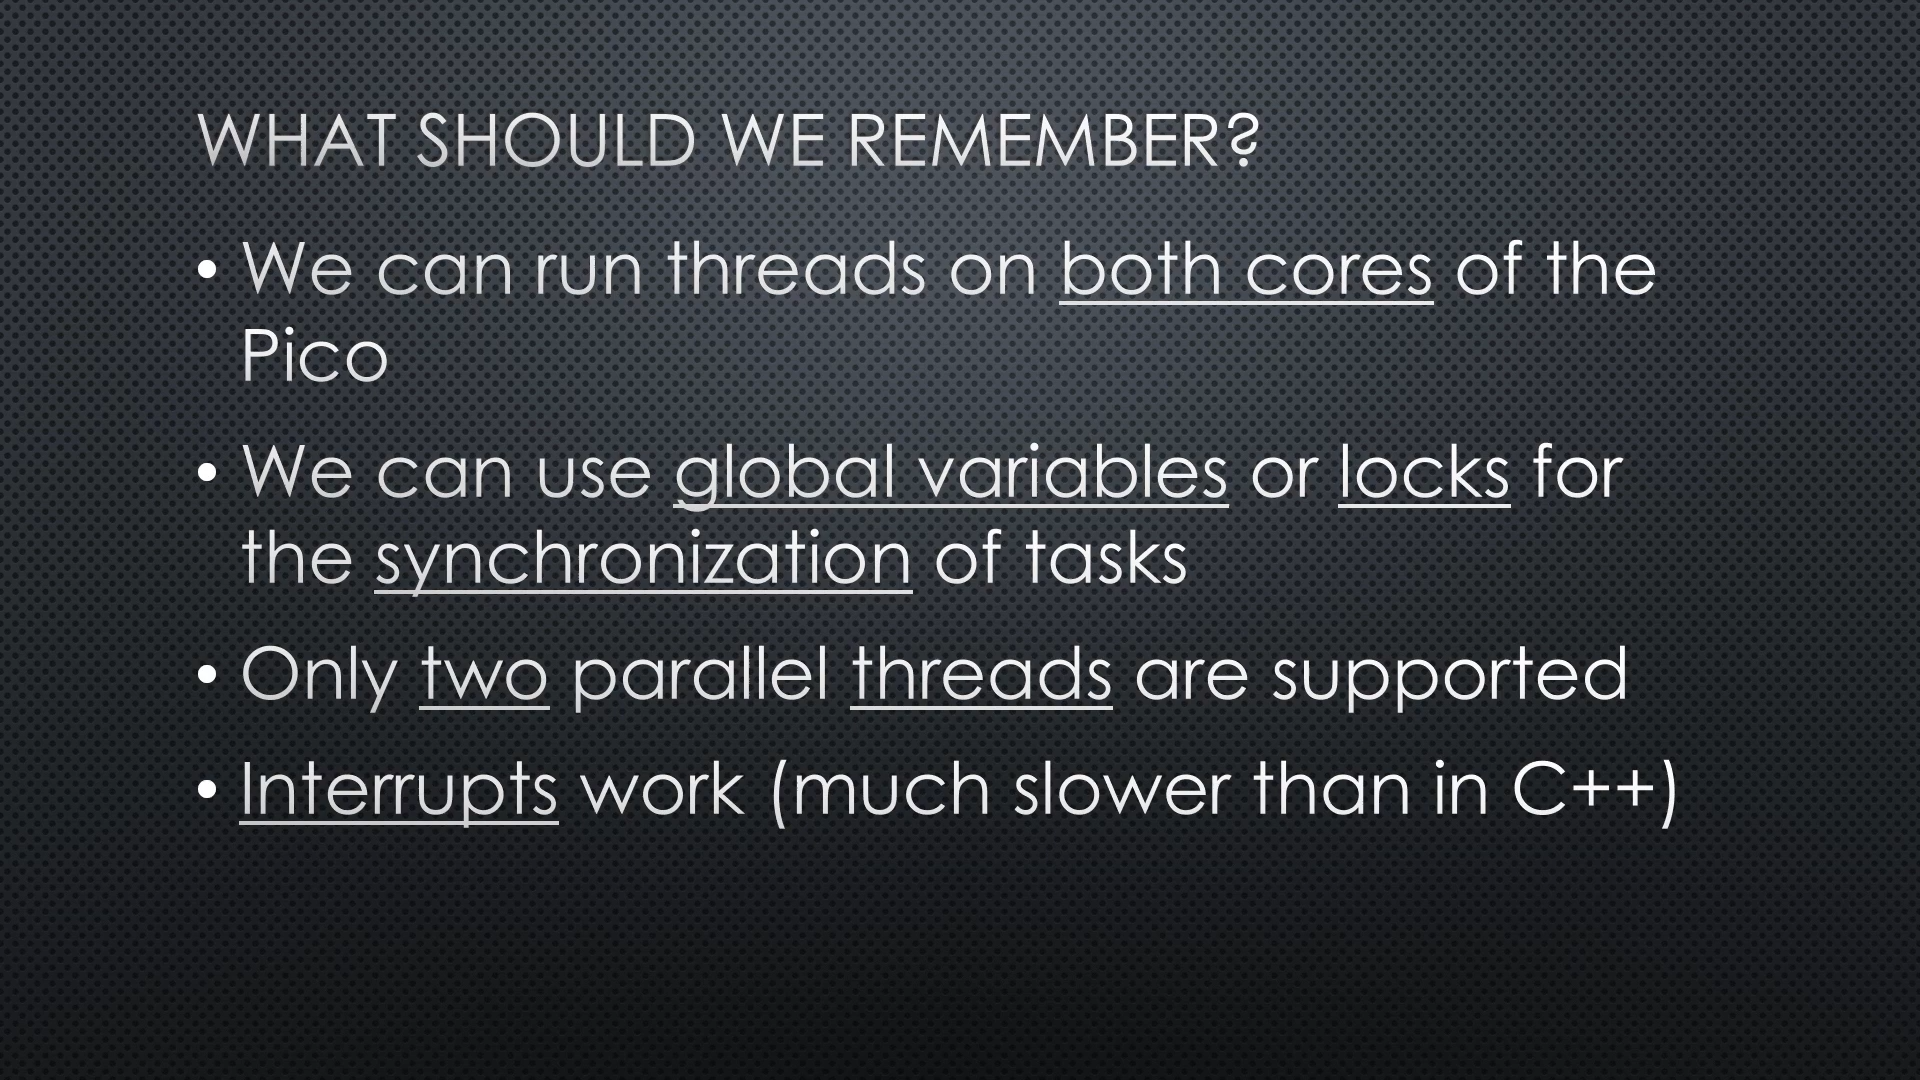 WHAT SHOULD WE REMEMBER?
• We can run threads on both cores of the
Pico
• We can use global variables or locks for
the synchronization of tasks
• Only two parallel threads are supported
• Interrupts work (much slower than in C++)